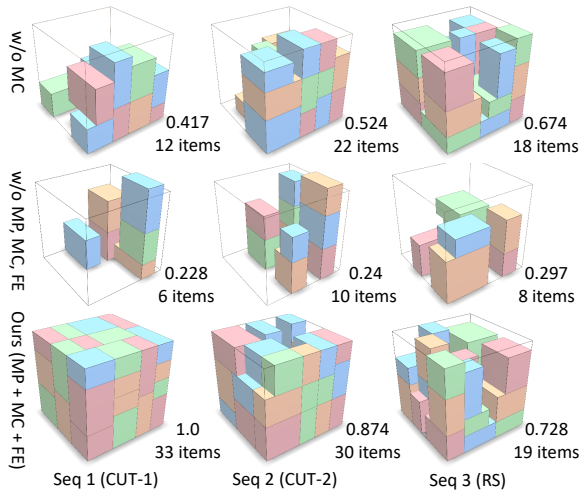 w/o MC
0.417
12 items
0.524
22 items
0.674
18 items
w/o MP, MC, FE
0.228
6 items
0.24
10 items
0.297
8 items
Ours (MP + MC + FE)
1.0
33 items
0.874
30 items
0.728
19 items
Seq 1 (CUT-1)
Seq 2 (CUT-2)
Seq 3 (RS)